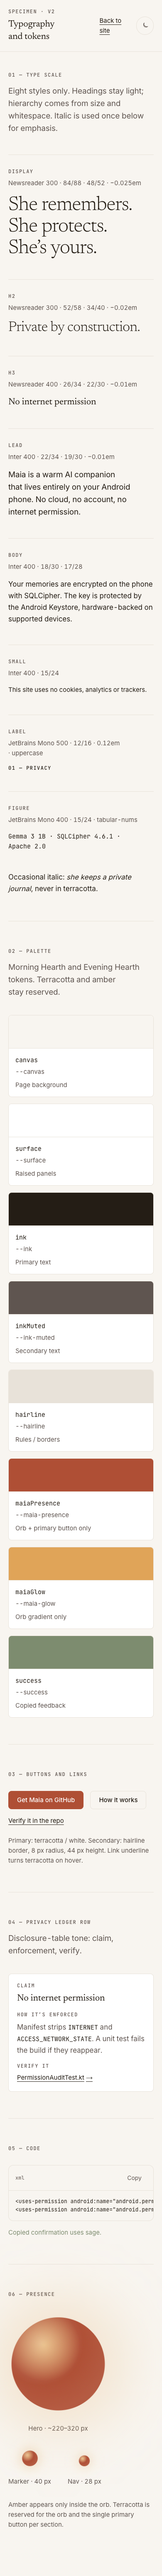 SPECIMEN · V2
Typography
and tokens
Back to
site
01 — TYPE SCALE
Eight styles only. Headings stay light;
hierarchy comes from size and
whitespace. Italic is used once below
for emphasis.
DISPLAY
Newsreader 300 · 84/88 · 48/52 · −0.025em
She remembers.
She protects.
She’s yours.
H2
Newsreader 300 · 52/58 · 34/40 · −0.02em
Private by construction.
H3
Newsreader 400 · 26/34 · 22/30 · −0.01em
No internet permission
LEAD
Inter 400 · 22/34 · 19/30 · −0.01em
Maia is a warm AI companion
that lives entirely on your Android
phone. No cloud, no account, no
internet permission.
BODY
Inter 400 · 18/30 · 17/28
Your memories are encrypted on the phone
with SQLCipher. The key is protected by
the Android Keystore, hardware-backed on
supported devices.
SMALL
Inter 400 · 15/24
This site uses no cookies, analytics or trackers.
LABEL
JetBrains Mono 500 · 12/16 · 0.12em
· uppercase
01 — PRIVACY
FIGURE
JetBrains Mono 400 · 15/24 · tabular-nums
Gemma 3 1B · SQLCipher 4.6.1 ·
Apache 2.0
Occasional italic: she keeps a private
journal, never in terracotta.
02 — PALETTE
Morning Hearth and Evening Hearth
tokens. Terracotta and amber
stay reserved.
canvas
--canvas
Page background
surface
--surface
Raised panels
ink
--ink
Primary text
inkMuted
--ink-muted
Secondary text
hairline
--hairline
Rules / borders
maiaPresence
--maia-presence
Orb + primary button only
maiaGlow
--maia-glow
Orb gradient only
success
--success
Copied feedback
03 — BUTTONS AND LINKS
Get Maia on GitHub
How it works
Verify it in the repo
Primary: terracotta / white. Secondary: hairline
border, 8 px radius, 44 px height. Link underline
turns terracotta on hover.
04 — PRIVACY LEDGER ROW
Disclosure-table tone: claim,
enforcement, verify.
CLAIM
No internet permission
HOW IT’S ENFORCED
Manifest strips INTERNET and
ACCESS_NETWORK_STATE. A unit test fails
the build if they reappear.
VERIFY IT
PermissionAuditTest.kt →
05 — CODE
xml
Copy
<uses-permission android:name="android.perm
<uses-permission android:name="android.perm
Copied confirmation uses sage.
06 — PRESENCE
Hero · ~220–320 px
Marker · 40 px
Nav · 28 px
Amber appears only inside the orb. Terracotta is
reserved for the orb and the single primary
button per section.